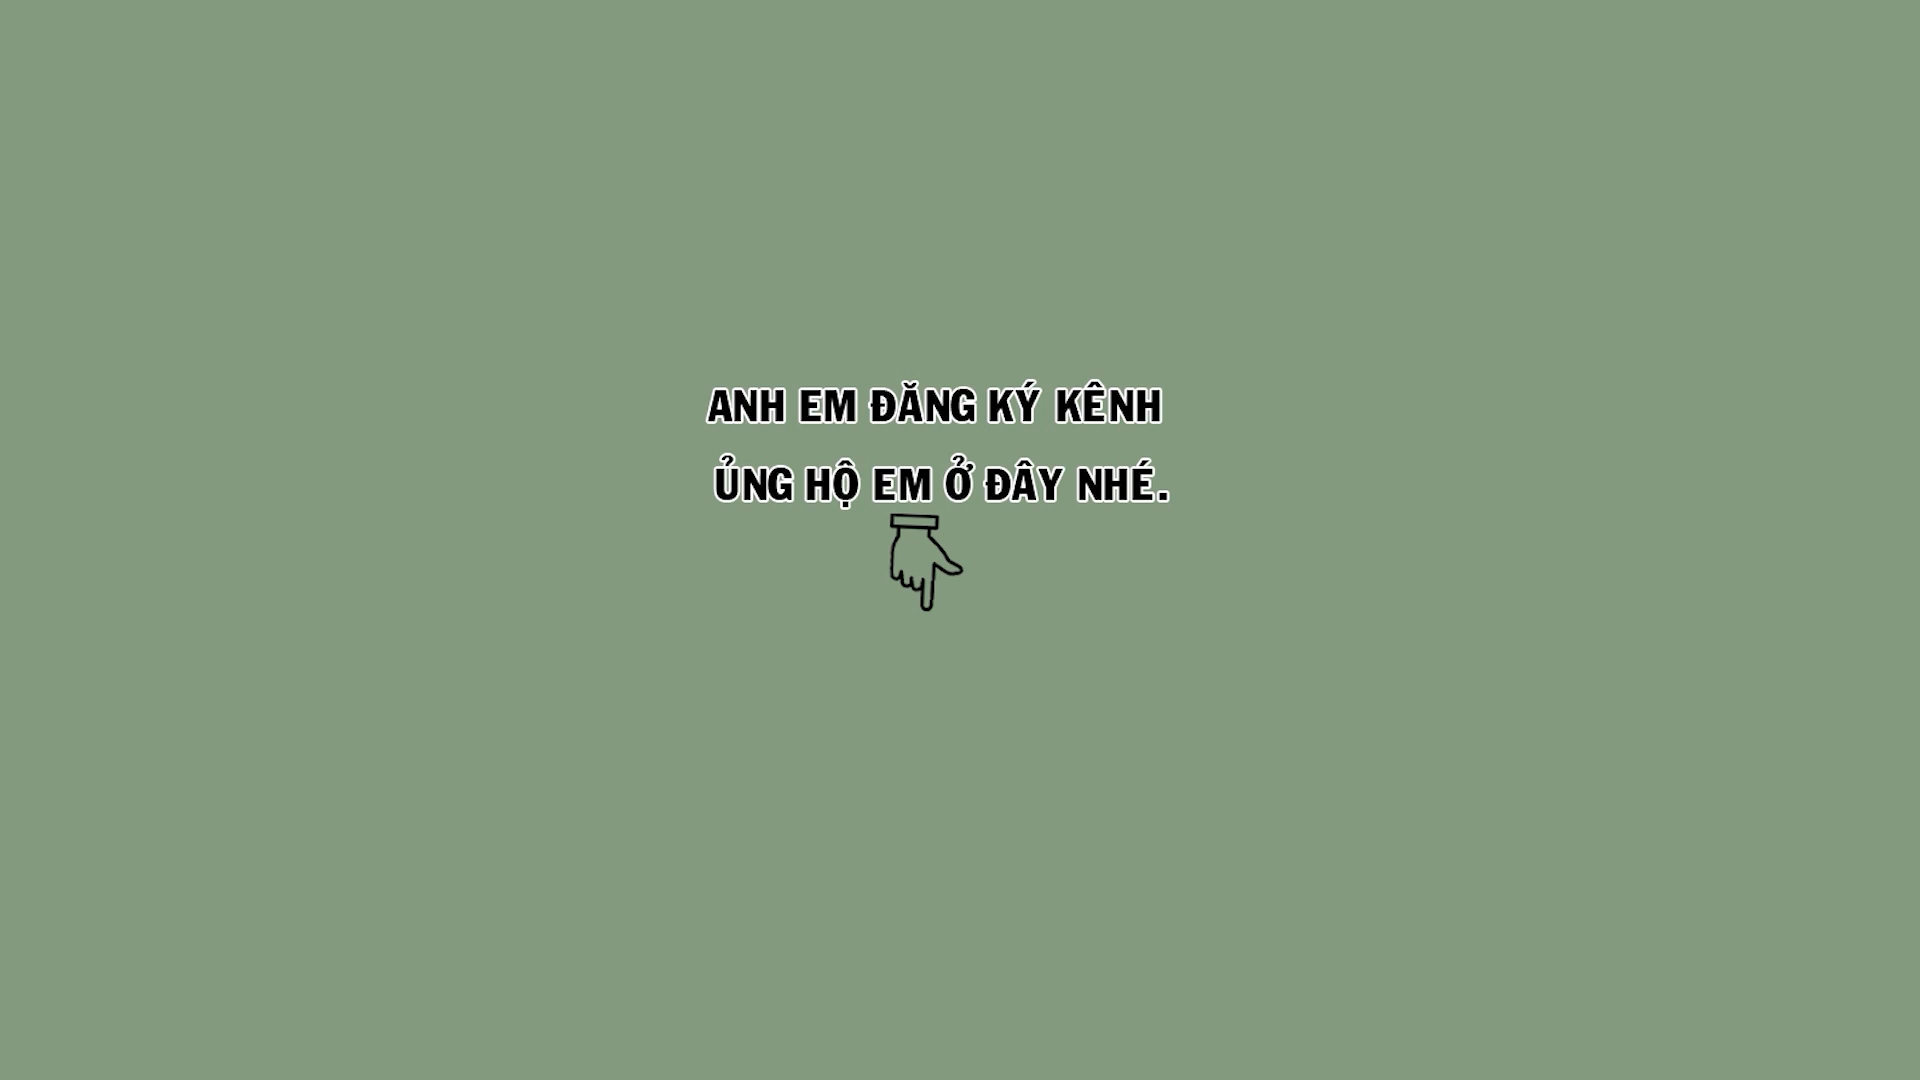 ANH EM ĐĂNG KÝ KÊNH
ỦNG HỘ EM Ở ĐÂY NHÉ.